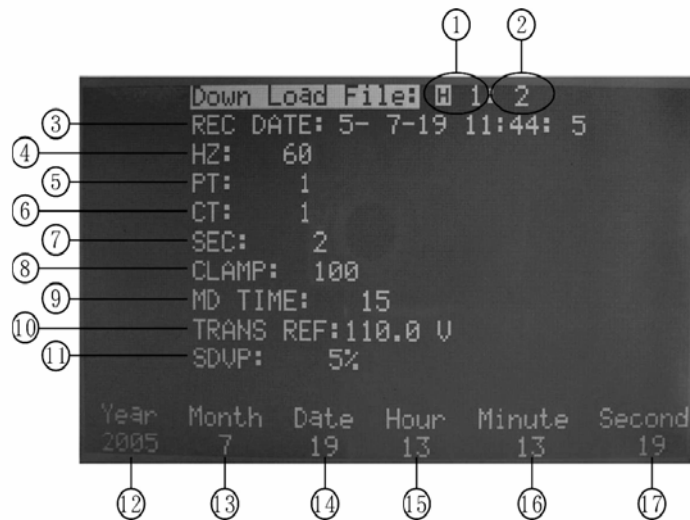 ① ②
Down Load File: H 1: 2
③ REC DATE: 5- 7-19 11:44: 5
④ HZ: 60
⑤ PT: 1
⑥ CT: 1
⑦ SEC: 2
⑧ CLAMP: 100
⑨ MD TIME: 15
⑩ TRANS REF:110.0 V
⑪ SDVP: 5%
Year Month Date Hour Minute Second
2005 7 19 13 13 19
⑫ ⑬ ⑭ ⑮ ⑯ ⑰